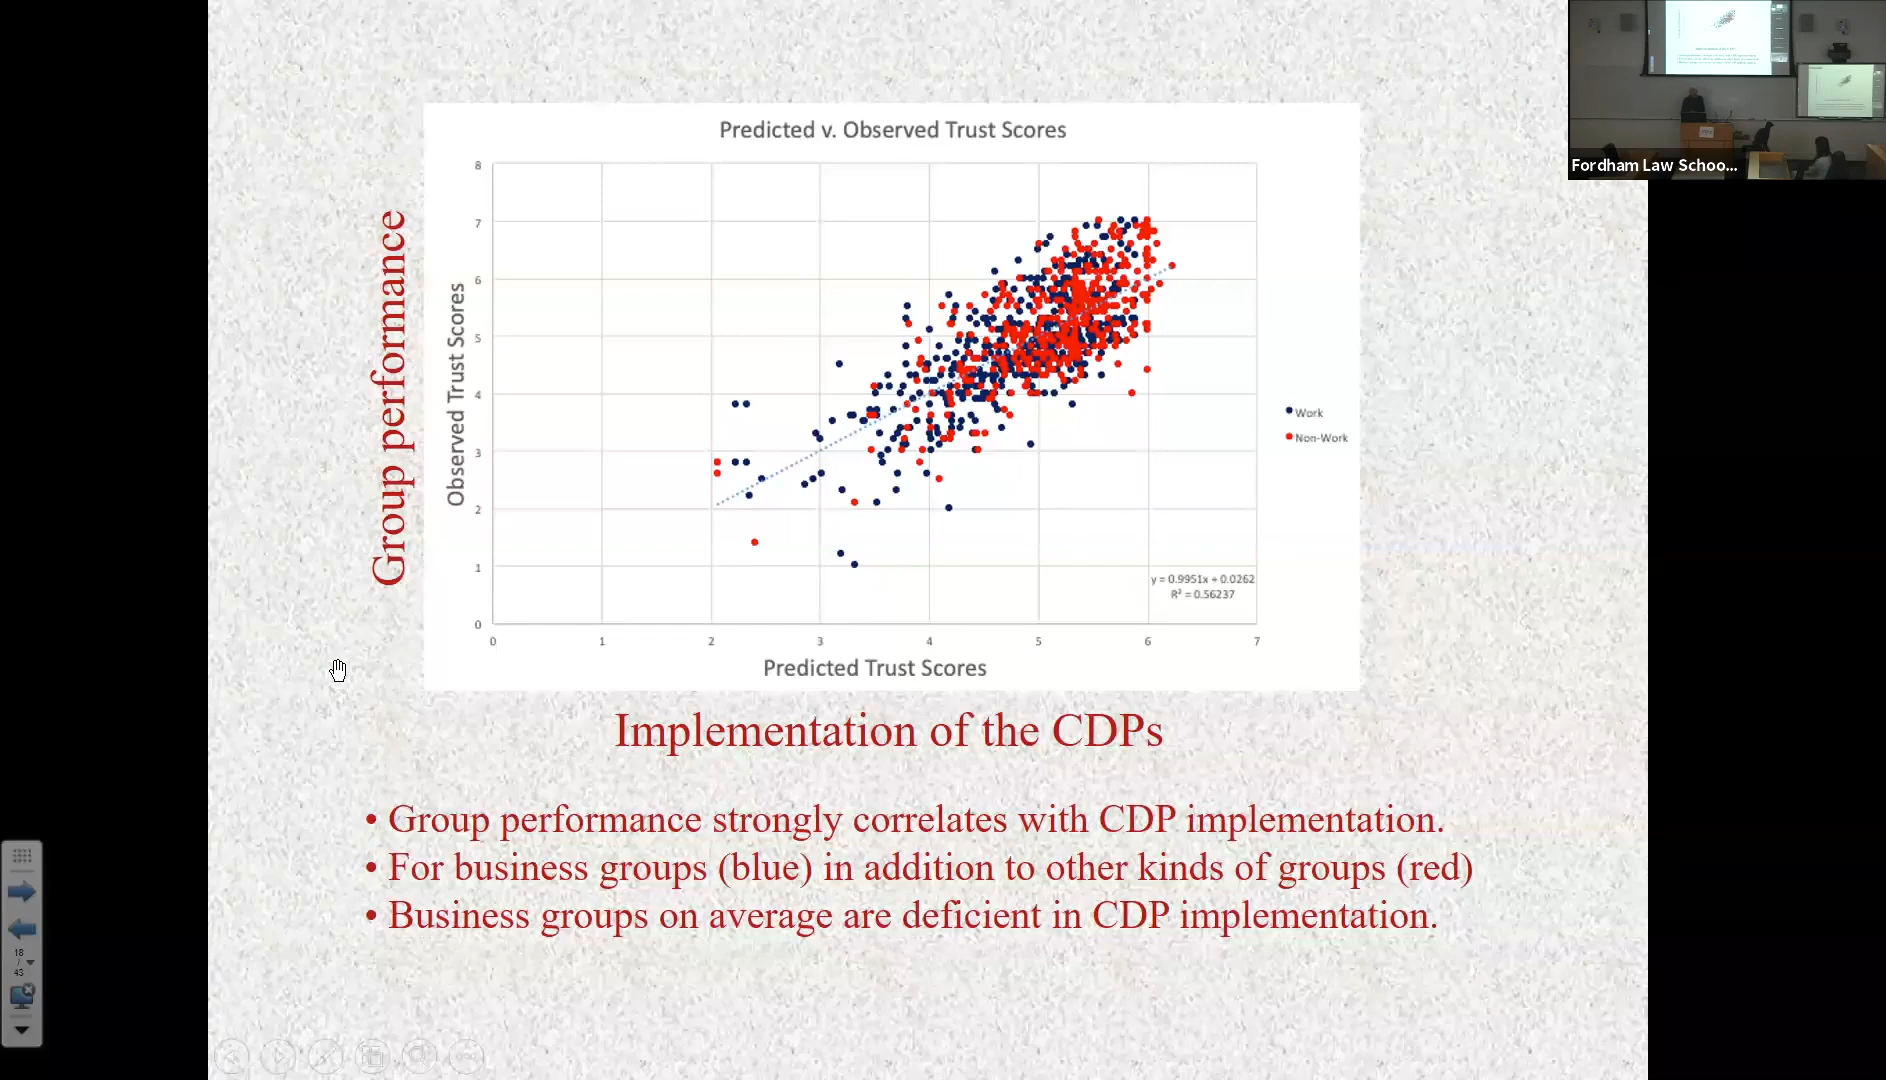 Predicted v. Observed Trust Scores
Group performance
Observed Trust Scores
8
7
6
5
4
3
2
1
0
0 1 2 3 4 5 6 7
Predicted Trust Scores
Work
Non-Work
y = 0.9951x + 0.0262
R² = 0.56237
Implementation of the CDPs
• Group performance strongly correlates with CDP implementation.
• For business groups (blue) in addition to other kinds of groups (red)
• Business groups on average are deficient in CDP implementation.
Fordham Law Schoo...
18
/
43